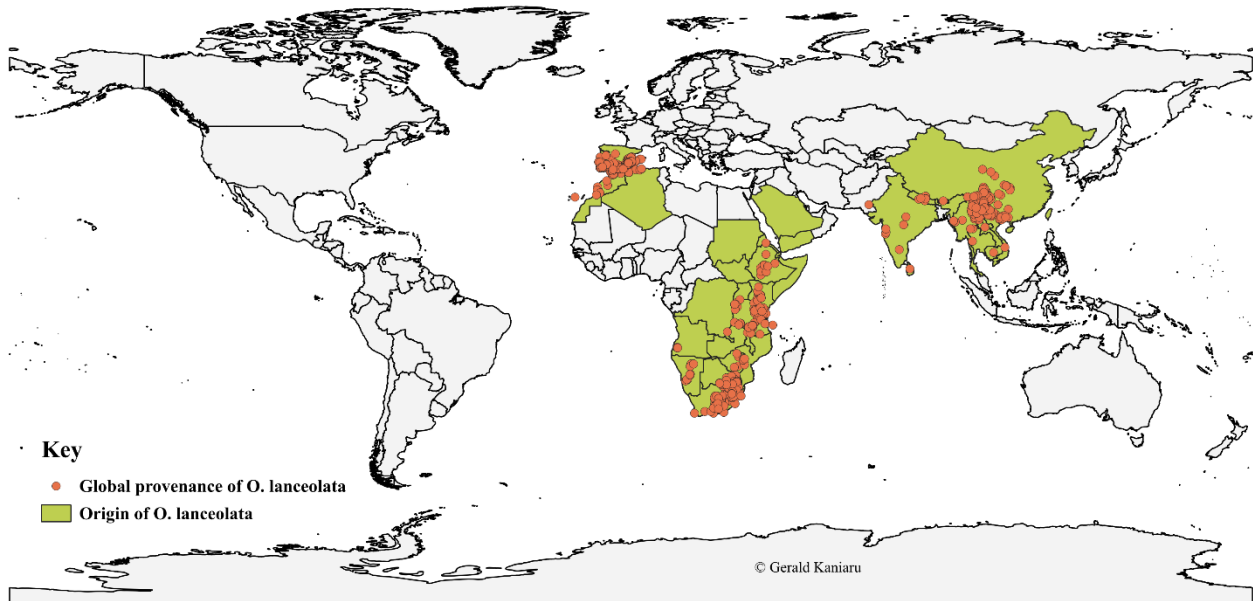 Key
Global provenance of O. lanceolata
Origin of O. lanceolata
© Gerald Kaniaru